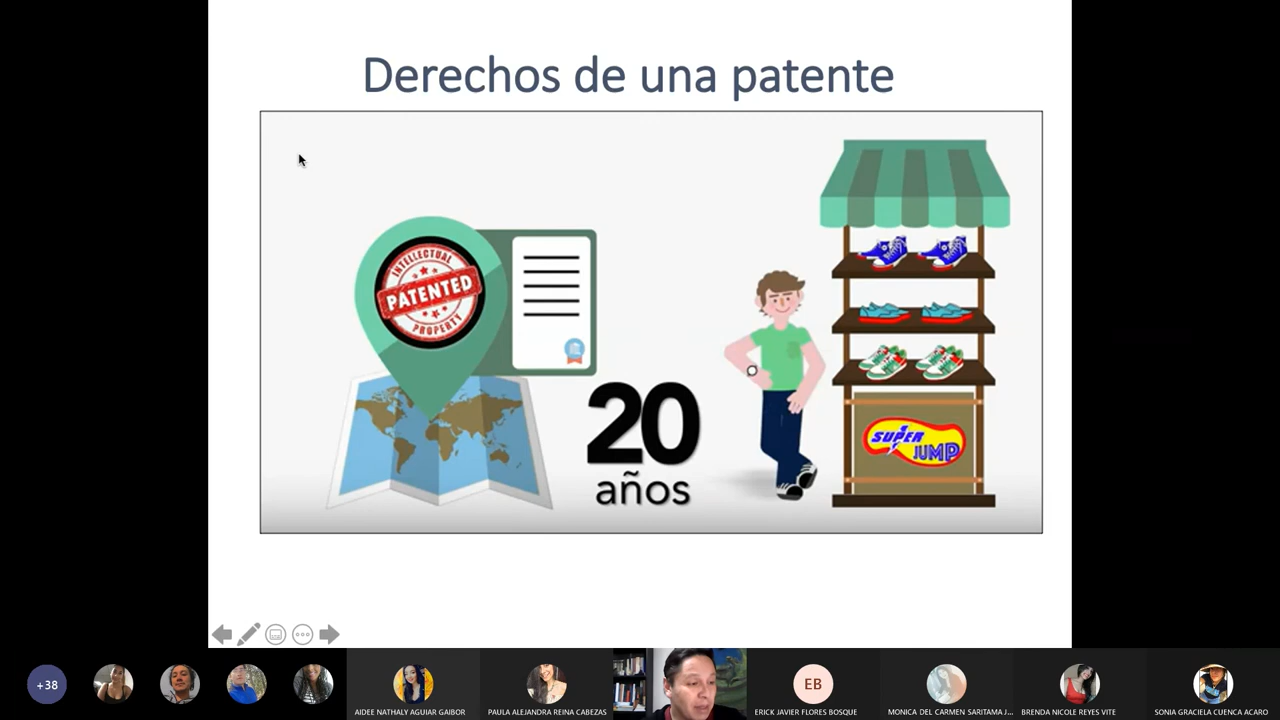 Derechos de una patente
INTELLECTUAL
PATENTED
PROPERTY
20
años
SUPER
JUMP
+38
AIDEE NATHALY AGUIAR GAIBOR
PAULA ALEJANDRA REINA CABEZAS
EB
ERICK JAVIER FLORES BOSQUE
MONICA DEL CARMEN SARITAMA J...
BRENDA NICOLE REYES VITE
SONIA GRACIELA CUENCA ACARO